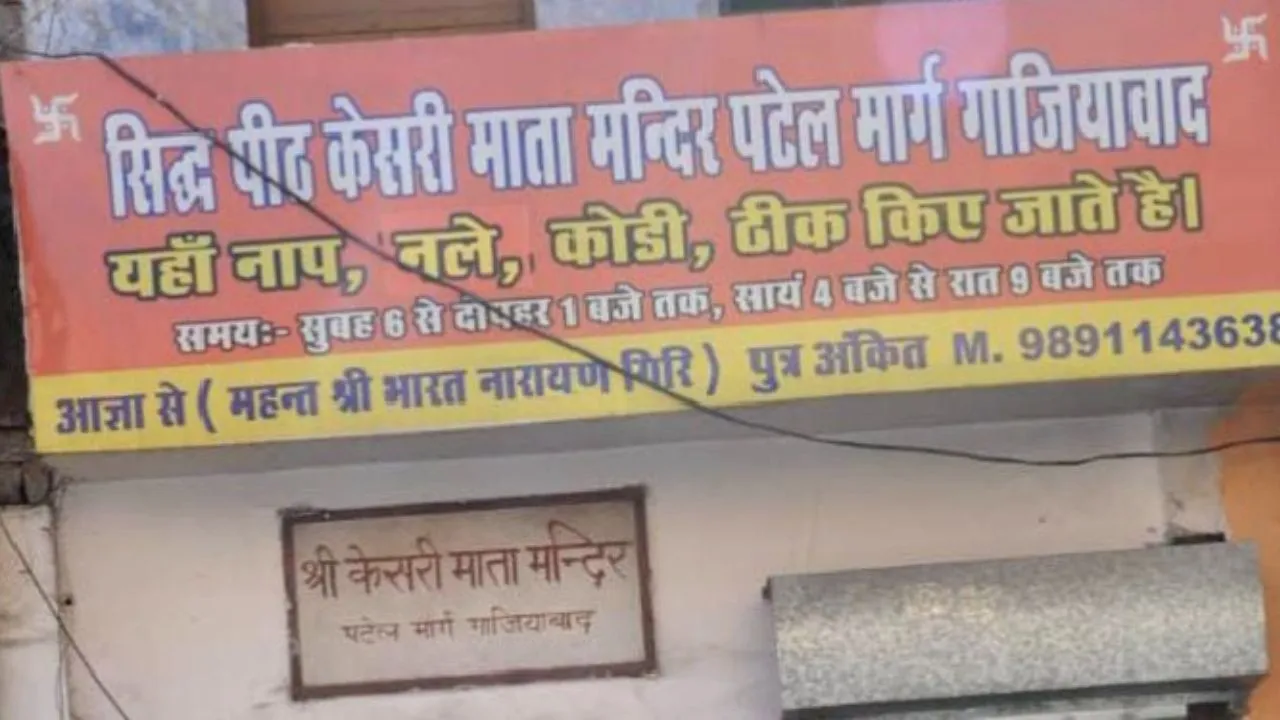 सिद्ध पीठ केसरी माता मन्दिर पटेल मार्ग गाजियावाद
यहाँ नाप, नले, कोडी, ठीक किए जाते है।
समयः- सुबह 6 से दोपहर 1 बजे तक, सायं 4 बजे से रात 9 बजे तक
आज्ञा से ( महन्त श्री भारत नारायण गिरि ) पुत्र अंकित M. 9891143638
श्री केसरी माता मन्दिर
पटेल मार्ग गाजियाबाद